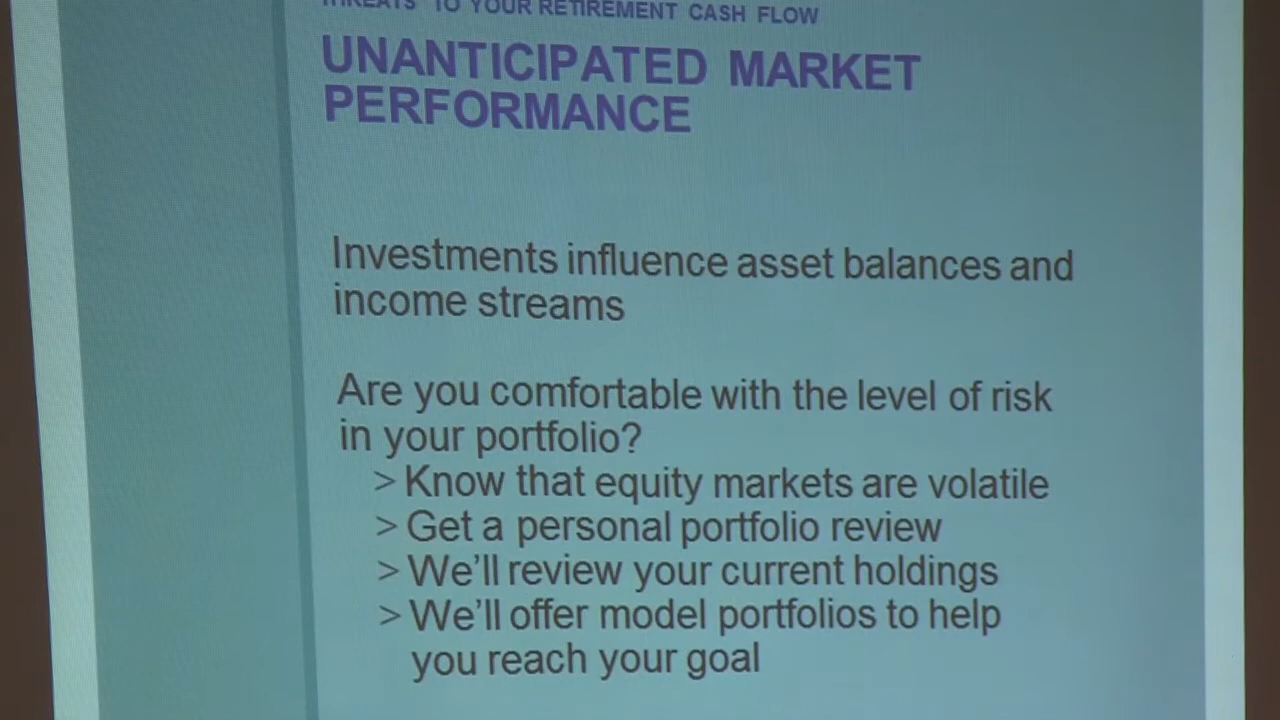 THREATS TO YOUR RETIREMENT CASH FLOW
UNANTICIPATED MARKET
PERFORMANCE
Investments influence asset balances and
income streams
Are you comfortable with the level of risk
in your portfolio?
> Know that equity markets are volatile
> Get a personal portfolio review
> We'll review your current holdings
> We'll offer model portfolios to help
you reach your goal